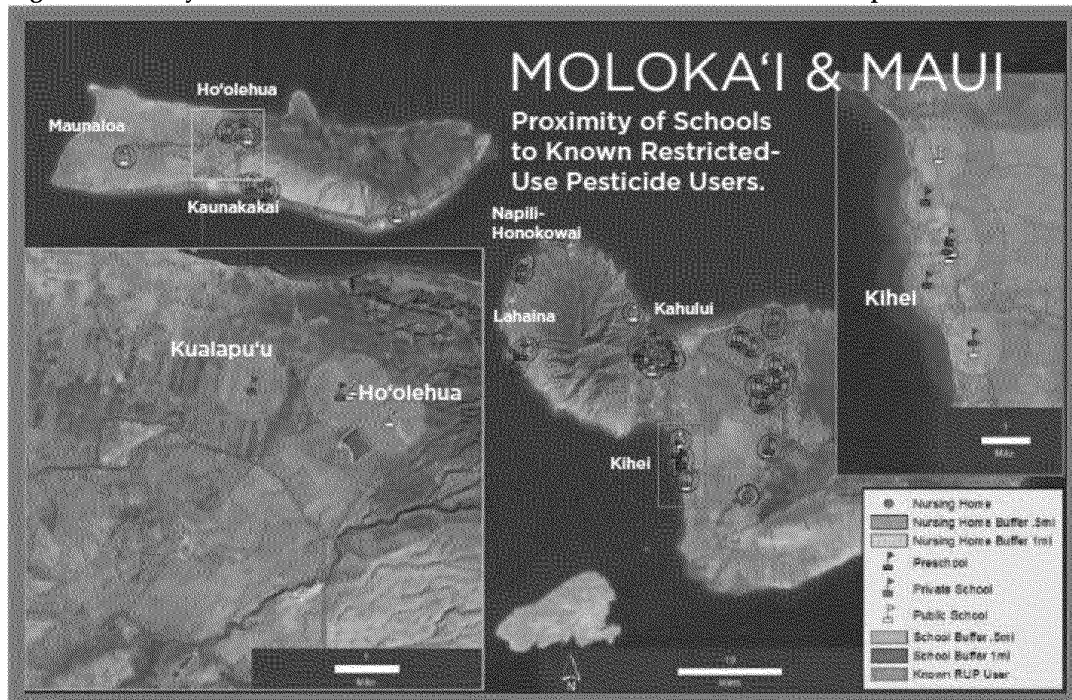 MOLOKA‘I & MAUI
Proximity of Schools
to Known Restricted-
Use Pesticide Users.
Ho‘olehua
Maunaloa
Kaunakakai
Napili-
Honokowai
Lahaina
Kahului
Kihei
Kihei
Kualapu‘u
Ho‘olehua
N
Nursing Home
Nursing Home Buffer .5mi
Nursing Home Buffer 1mi
Preschool
Private School
Public School
School Buffer .5mi
School Buffer 1mi
Known RUP User